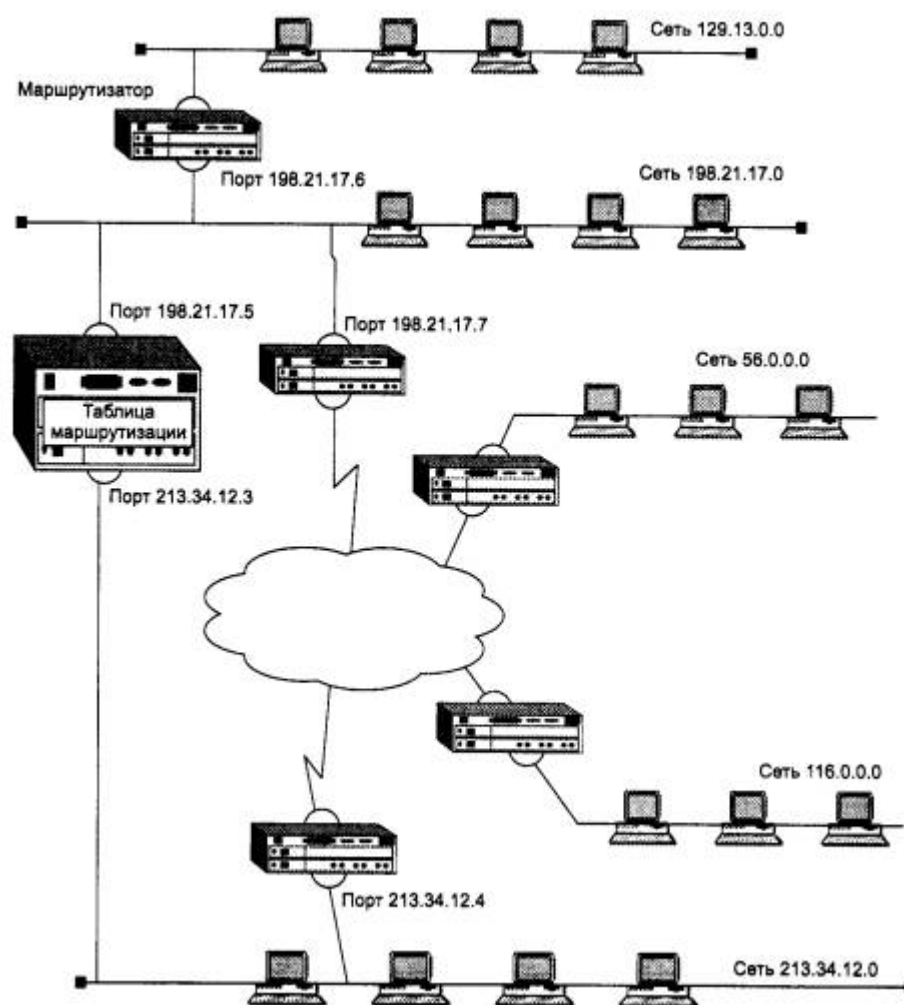 Сеть 129.13.0.0
Маршрутизатор
Порт 198.21.17.6
Сеть 198.21.17.0
Порт 198.21.17.5
Порт 198.21.17.7
Сеть 56.0.0.0
Таблица
маршрутизации
Порт 213.34.12.3
Сеть 116.0.0.0
Порт 213.34.12.4
Сеть 213.34.12.0